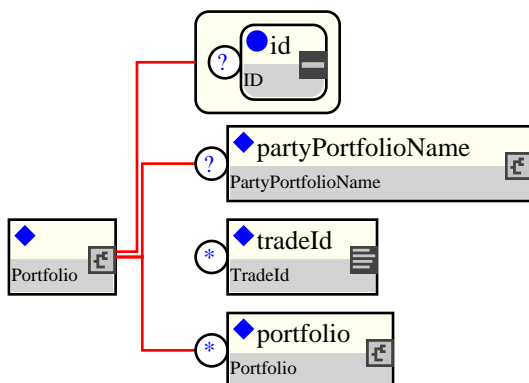 id
?
ID
partyPortfolioName
?
PartyPortfolioName
Portfolio
tradeId
*
TradeId
portfolio
*
Portfolio